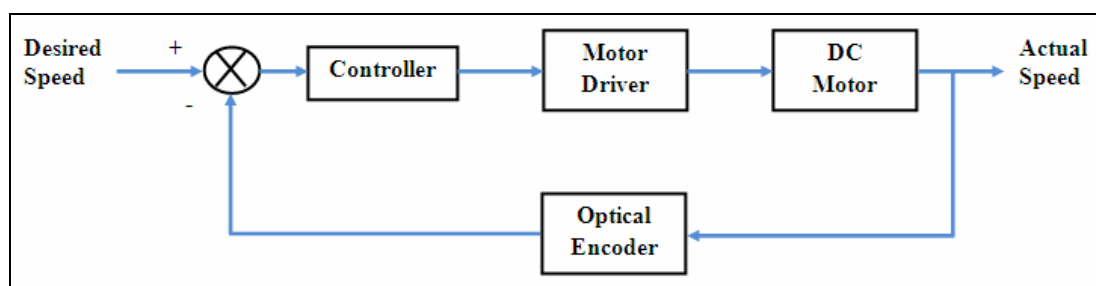 Desired
Speed
+
-
Controller
Motor
Driver
DC
Motor
Actual
Speed
Optical
Encoder